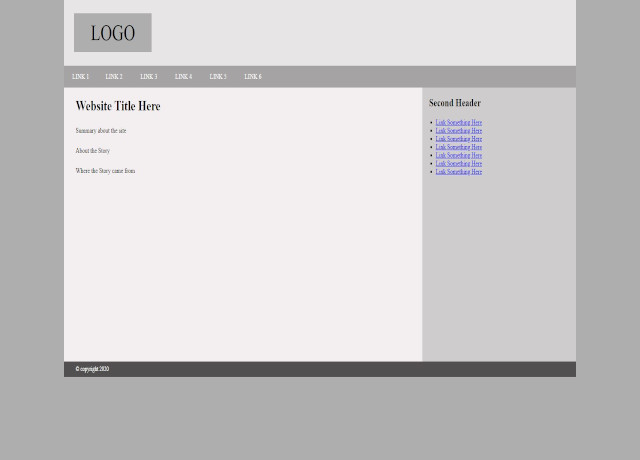 LOGO
LINK 1 LINK 2 LINK 3 LINK 4 LINK 5 LINK 6
Website Title Here
Summary about the site
About the Story
Where the Story came from
Second Header
Link Something Here
Link Something Here
Link Something Here
Link Something Here
Link Something Here
Link Something Here
Link Something Here
© copyright 2020